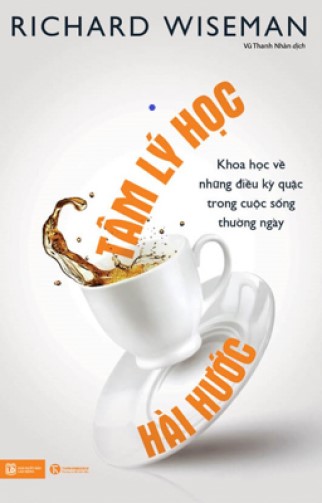 RICHARD WISEMAN
Vũ Thanh Nhàn dịch
TÂM LÝ HỌC
Khoa học về
những điều kỳ quặc
trong cuộc sống
thường ngày
HÀI HƯỚC